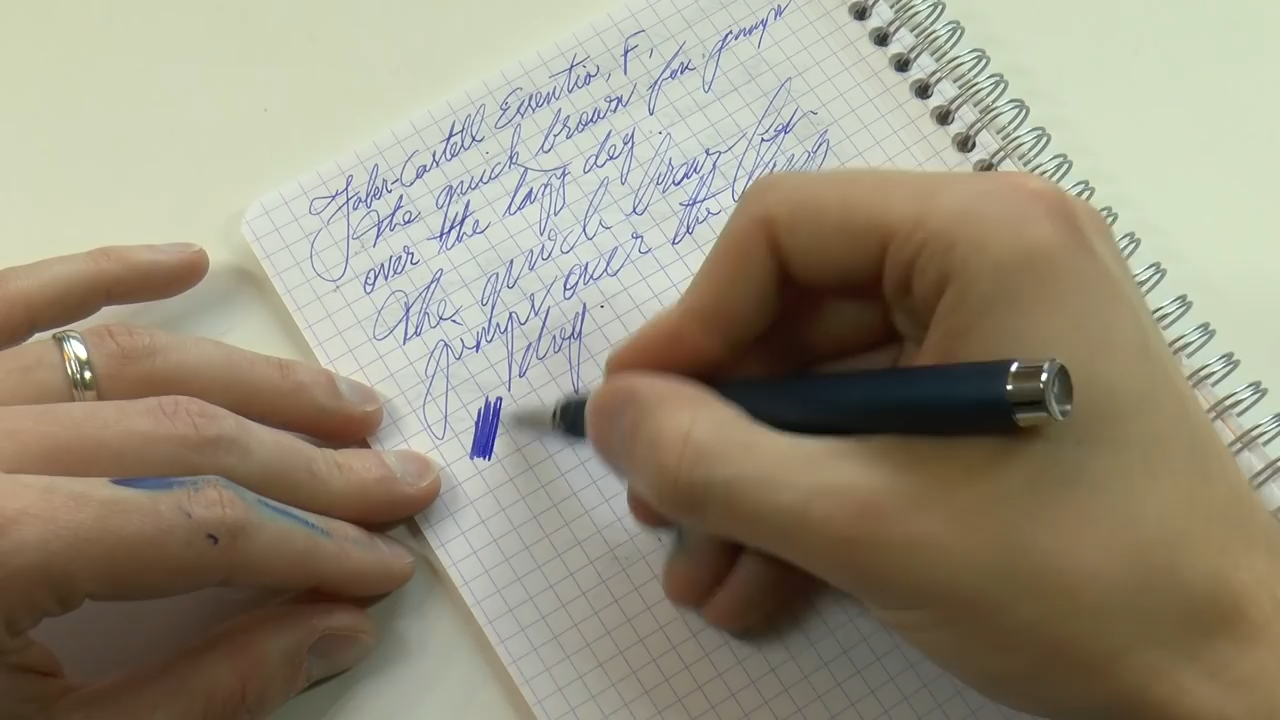 Faber-Castell Essentio, F,
The quick brown fox jumps
over the lazy dog.
The quick brown fox
jumps over the lazy
dog.